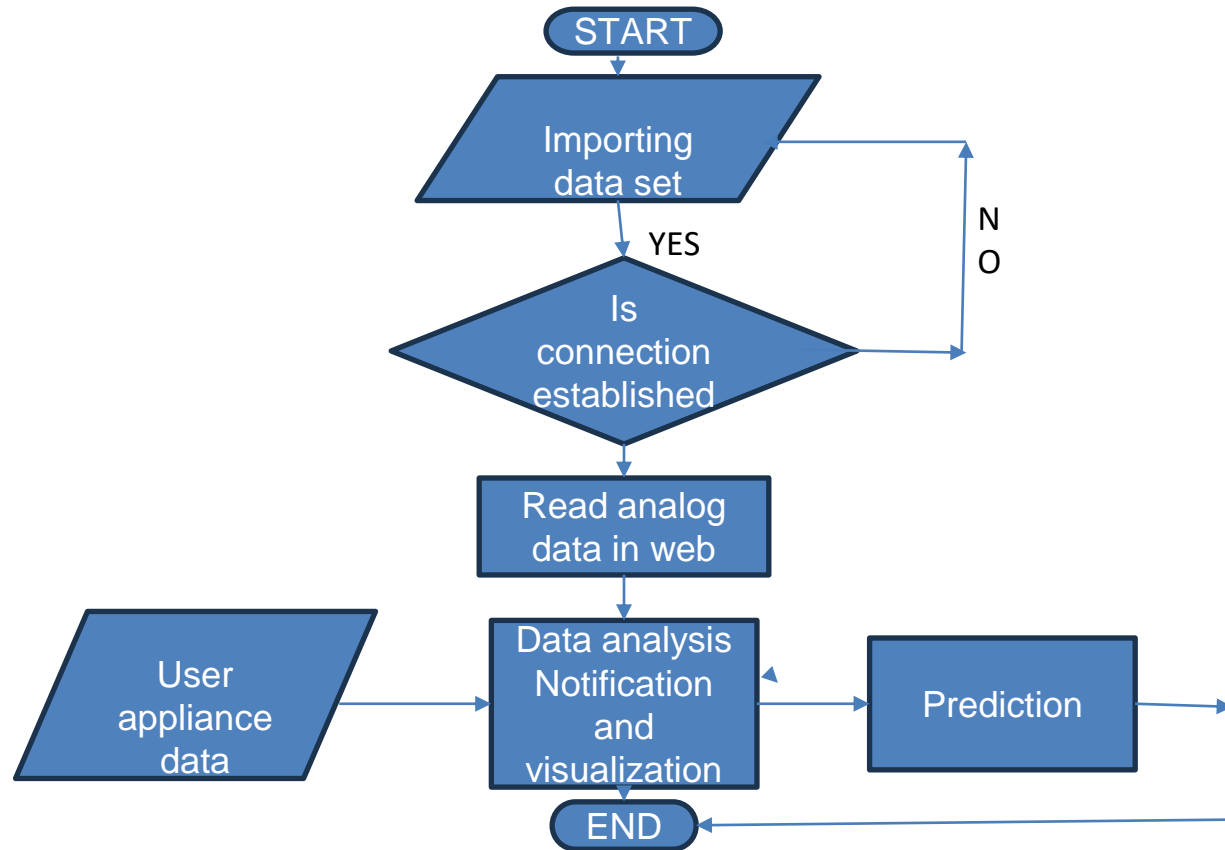 START
Importing
data set
YES
N
O
Is
connection
established
Read analog
data in web
User
appliance
data
Data analysis
Notification
and
visualization
Prediction
END